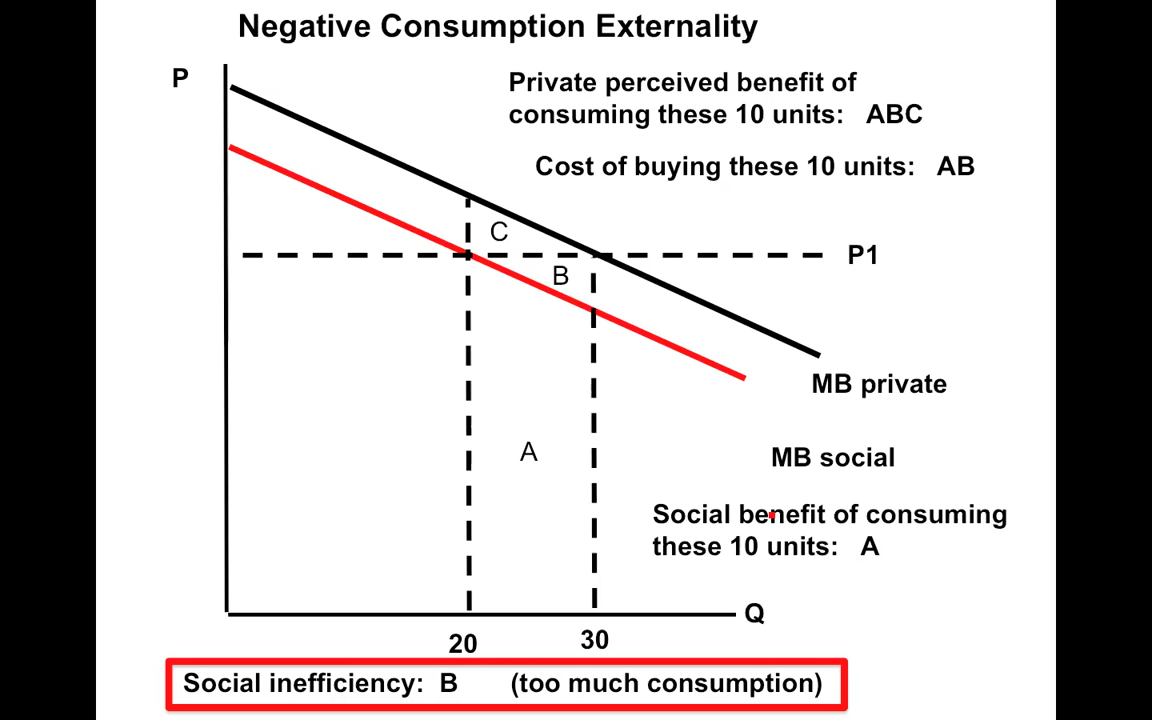 Negative Consumption Externality
P
Private perceived benefit of
consuming these 10 units: ABC
Cost of buying these 10 units: AB
C
P1
B
MB private
A
MB social
Social benefit of consuming
these 10 units: A
Q
20
30
Social inefficiency: B (too much consumption)